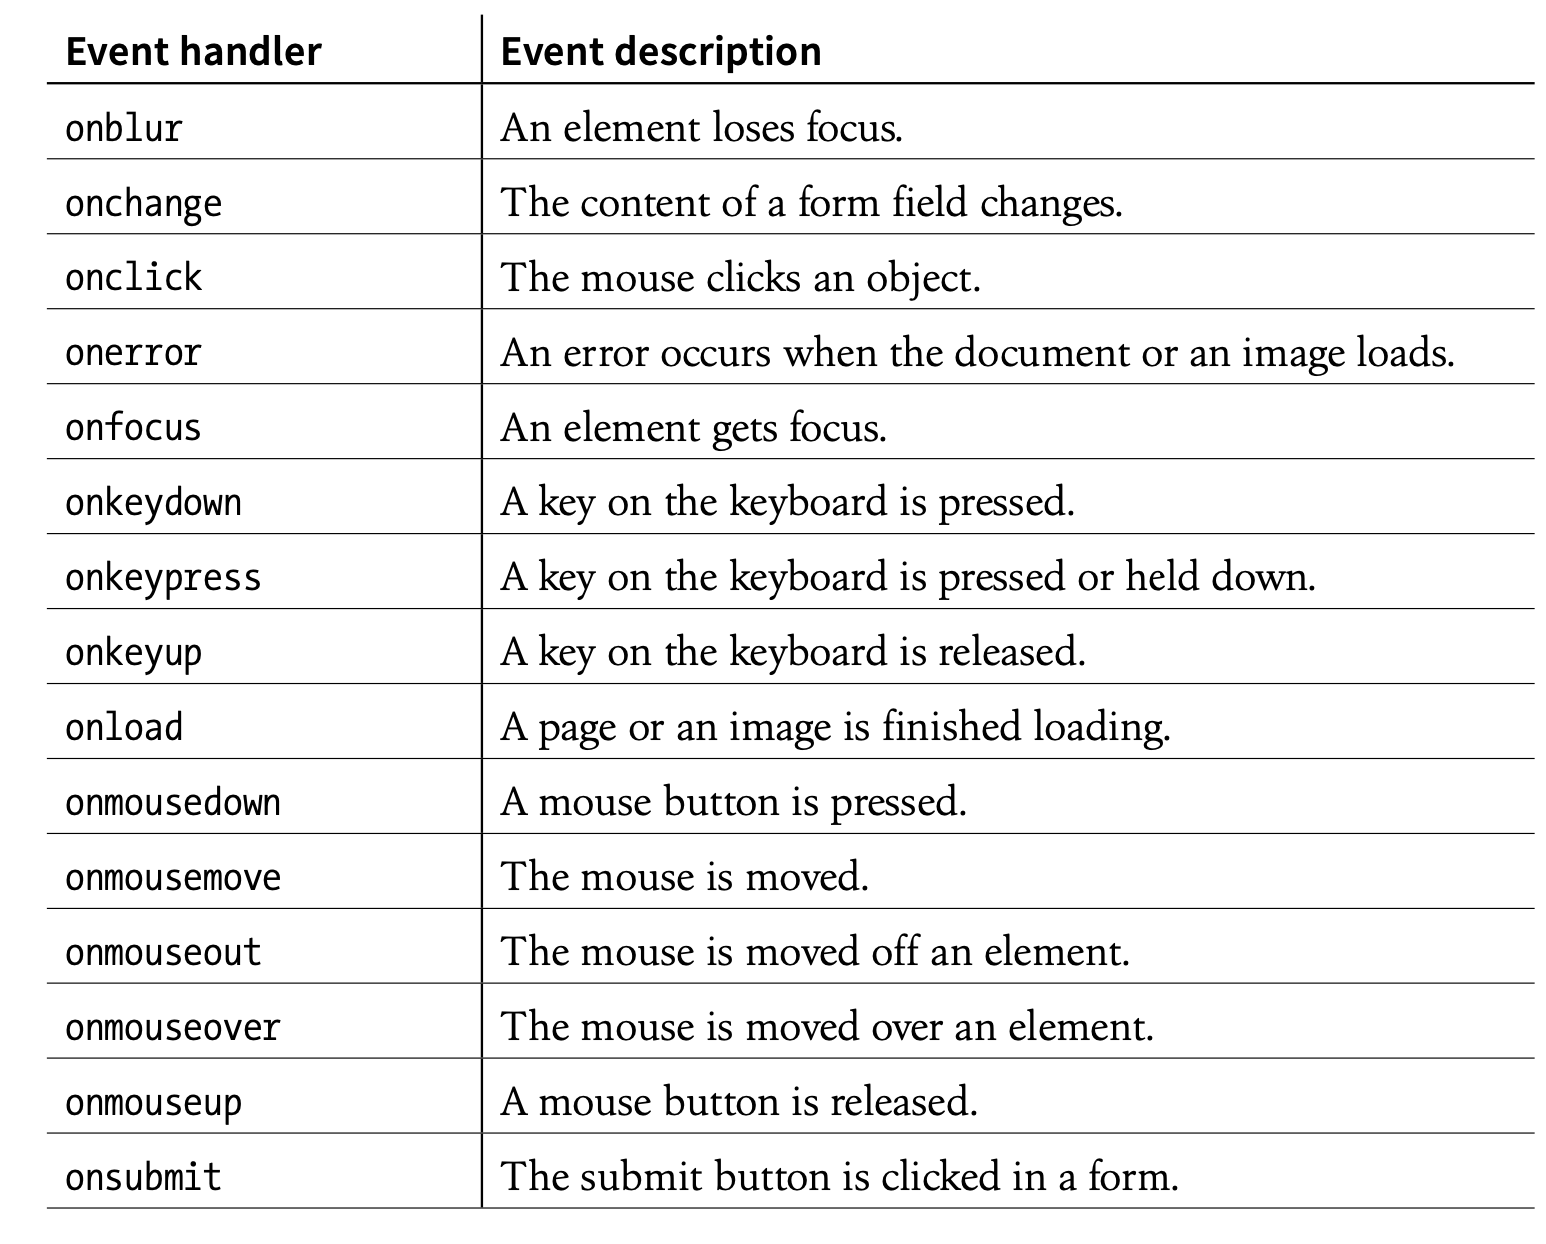 Event handler Event description
onblur An element loses focus.
onchange The content of a form field changes.
onclick The mouse clicks an object.
onerror An error occurs when the document or an image loads.
onfocus An element gets focus.
onkeydown A key on the keyboard is pressed.
onkeypress A key on the keyboard is pressed or held down.
onkeyup A key on the keyboard is released.
onload A page or an image is finished loading.
onmousedown A mouse button is pressed.
onmousemove The mouse is moved.
onmouseout The mouse is moved off an element.
onmouseover The mouse is moved over an element.
onmouseup A mouse button is released.
onsubmit The submit button is clicked in a form.